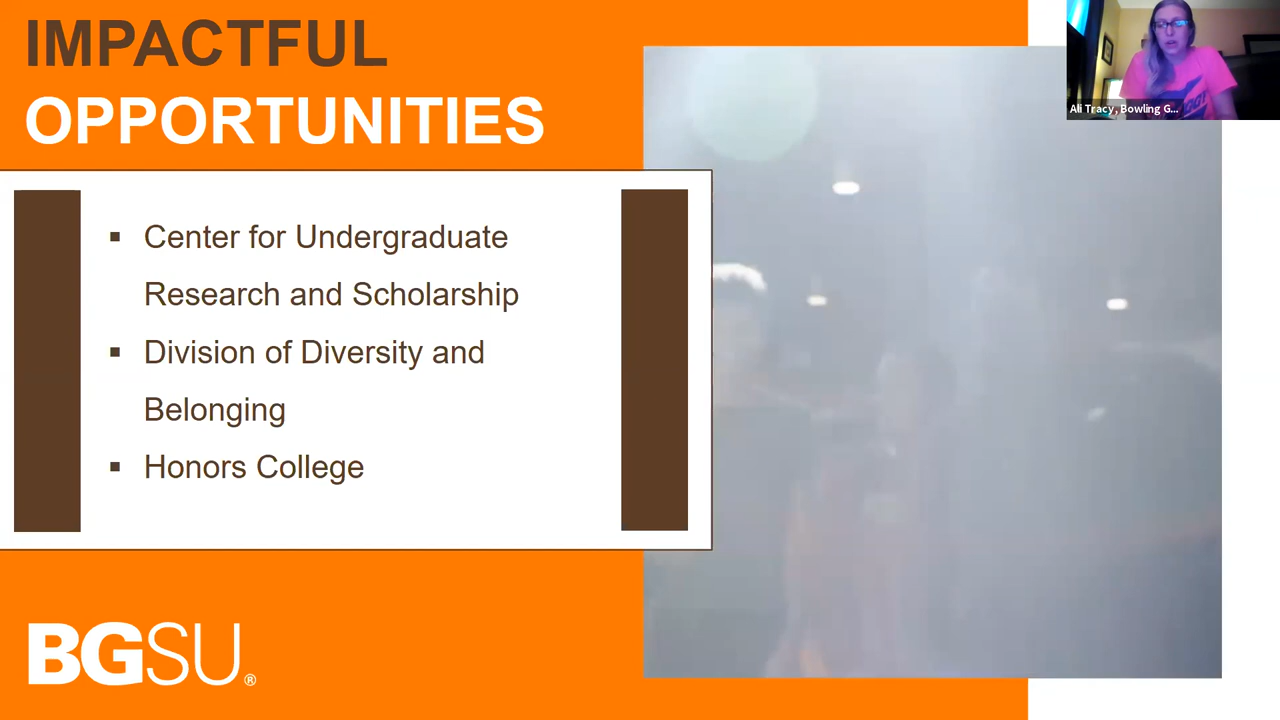 IMPACTFUL
OPPORTUNITIES
Ali Tracy, Bowling G...
▪ Center for Undergraduate
Research and Scholarship
▪ Division of Diversity and
Belonging
▪ Honors College
BGSU®